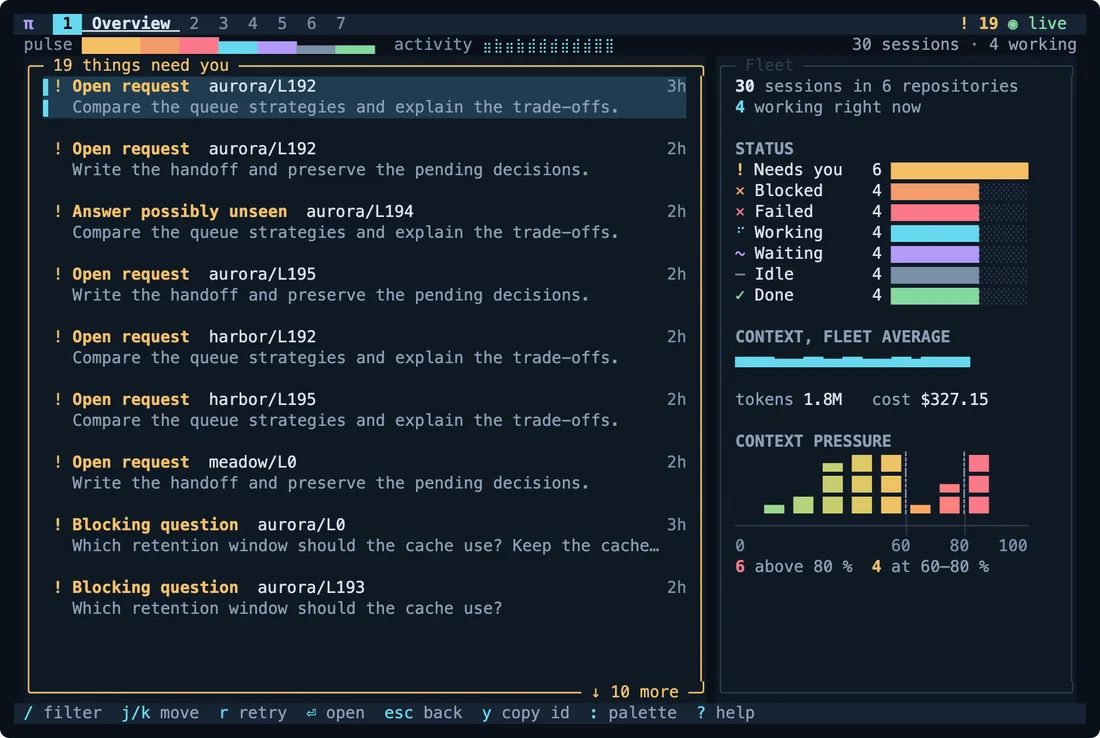 π 1 Overview 2 3 4 5 6 7 ! 19 ◉ live
pulse activity 30 sessions · 4 working
19 things need you
! Open request aurora/L192 3h
Compare the queue strategies and explain the trade-offs.
! Open request aurora/L192 2h
Write the handoff and preserve the pending decisions.
! Answer possibly unseen aurora/L194 2h
Compare the queue strategies and explain the trade-offs.
! Open request aurora/L195 2h
Write the handoff and preserve the pending decisions.
! Open request harbor/L192 2h
Compare the queue strategies and explain the trade-offs.
! Open request harbor/L195 2h
Compare the queue strategies and explain the trade-offs.
! Open request meadow/L0 2h
Write the handoff and preserve the pending decisions.
! Blocking question aurora/L0 3h
Which retention window should the cache use? Keep the cache…
! Blocking question aurora/L193 2h
Which retention window should the cache use?
↓ 10 more
Fleet
30 sessions in 6 repositories
4 working right now
STATUS
! Needs you 6
× Blocked 4
× Failed 4
Working 4
~ Waiting 4
– Idle 4
✓ Done 4
CONTEXT, FLEET AVERAGE
tokens 1.8M cost $327.15
CONTEXT PRESSURE
0 60 80 100
6 above 80 % 4 at 60–80 %
/ filter j/k move r retry ⏎ open esc back y copy id : palette ? help